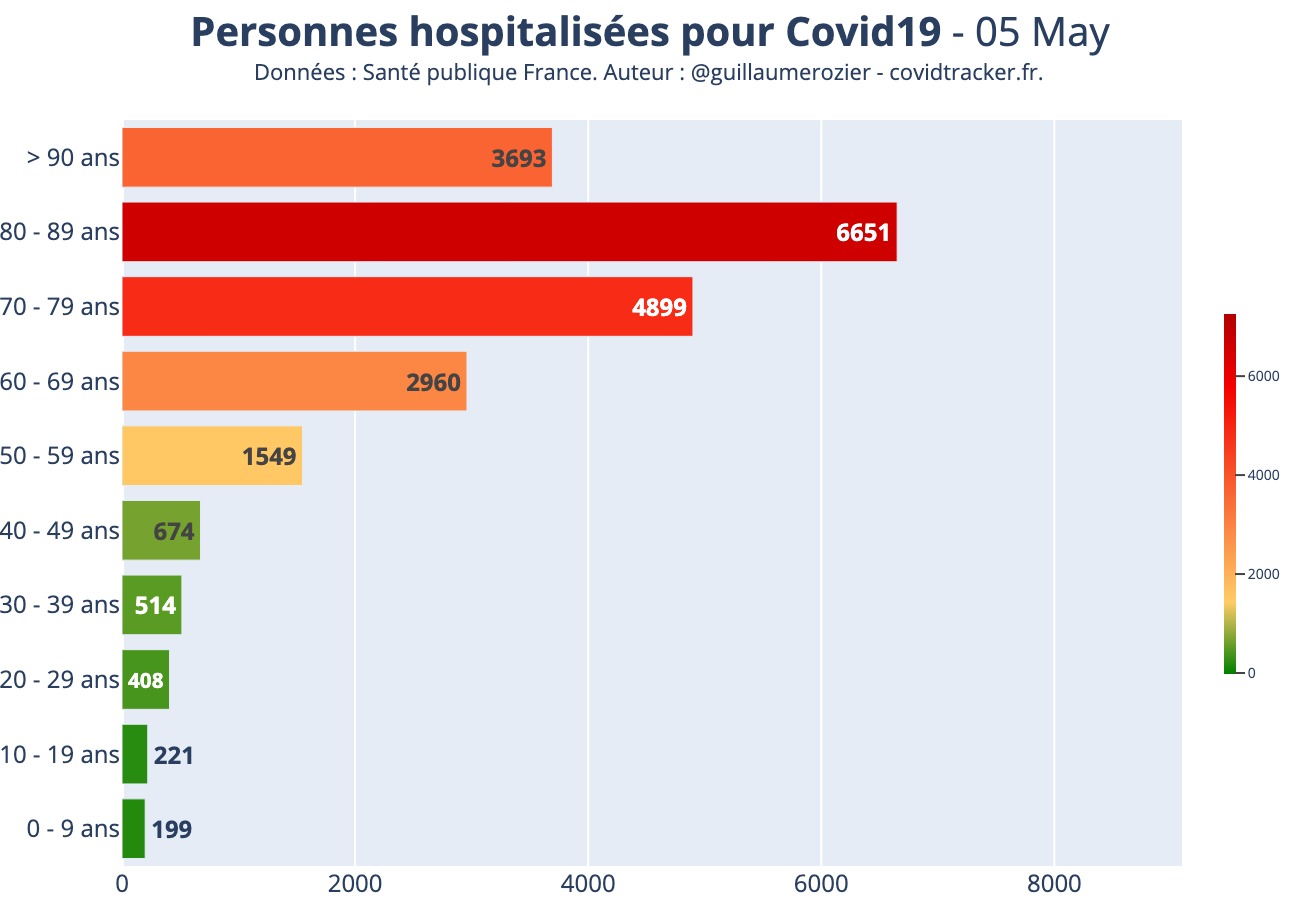 Personnes hospitalisées pour Covid19 - 05 May
Données : Santé publique France. Auteur : @guillaumerozier - covidtracker.fr.
> 90 ans 3693
80 - 89 ans 6651
70 - 79 ans 4899
60 - 69 ans 2960
50 - 59 ans 1549
40 - 49 ans 674
30 - 39 ans 514
20 - 29 ans 408
10 - 19 ans 221
0 - 9 ans 199
0 2000 4000 6000 8000
6000
4000
2000
0